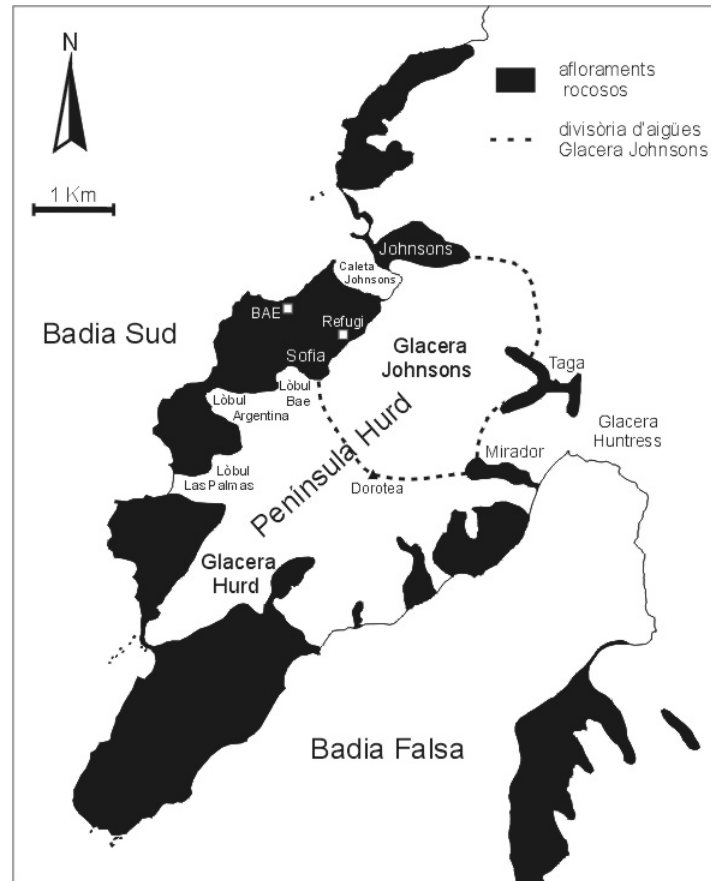 N
1 Km
afloraments
rocosos
divisòria d'aigües
Glacera Johnsons
Johnsons
Caleta
Johnsons
BAE
Refugi
Badia Sud
Sofia
Glacera
Johnsons
Taga
Lòbul
Bae
Lòbul
Argentina
Glacera
Huntress
Península Hurd
Mirador
Lòbul
Las Palmas
Dorotea
Glacera
Hurd
Badia Falsa